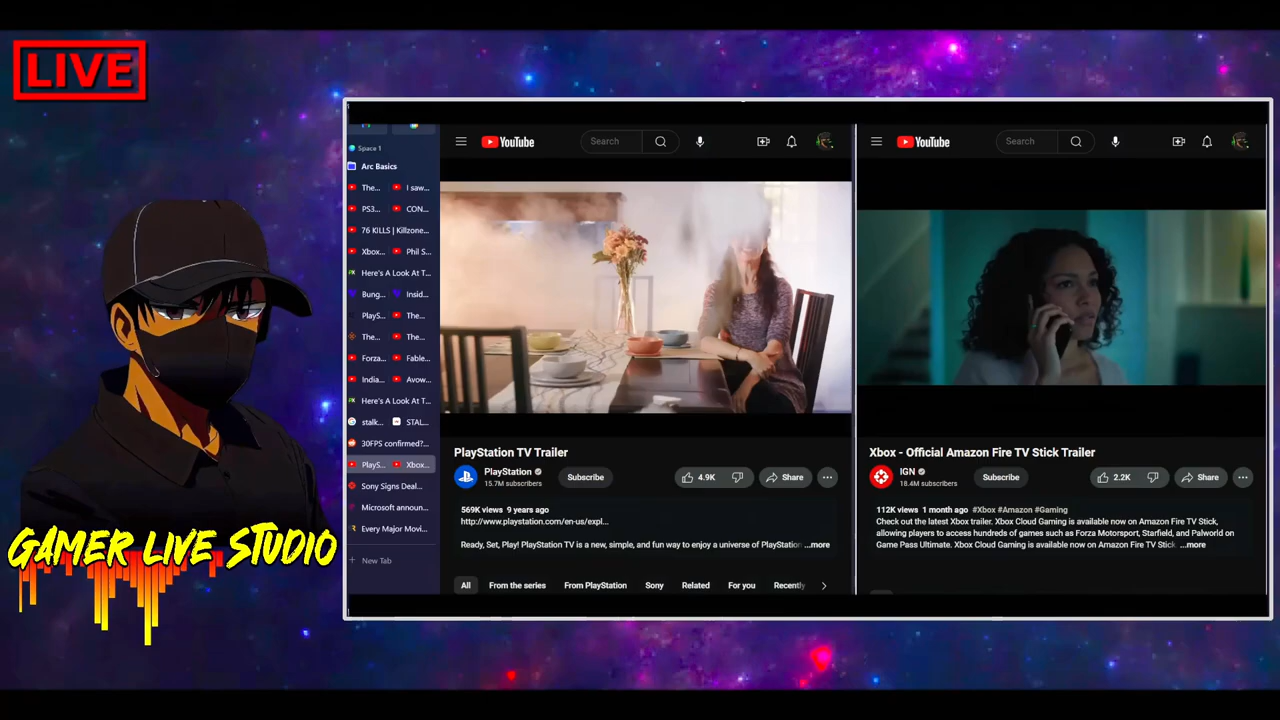 LIVE
GAMER LIVE STUDIO
Space 1
Arc Basics
The...
I saw...
PS3...
CON...
76 KILLS | Killzone...
Xbox...
Phil S...
Here's A Look At T...
Bung...
Insid...
PlayS...
The...
The...
The...
Forza...
Fable...
India...
Avow...
Here's A Look At T...
stalk...
STAL...
30FPS confirmed?...
PlayS...
Xbox...
Sony Signs Deal...
Microsoft announ...
Every Major Movi...
New Tab
YouTube
Search
PlayStation TV Trailer
PlayStation
15.7M subscribers
Subscribe
4.9K
Share
569K views 9 years ago
http://www.playstation.com/en-us/expl...
Ready, Set, Play! PlayStation TV is a new, simple, and fun way to enjoy a universe of PlayStation ...more
All
From the series
From PlayStation
Sony
Related
For you
Recently
YouTube
Search
Xbox - Official Amazon Fire TV Stick Trailer
IGN
18.4M subscribers
Subscribe
2.2K
Share
112K views 1 month ago #Xbox #Amazon #Gaming
Check out the latest Xbox trailer. Xbox Cloud Gaming is available now on Amazon Fire TV Stick,
allowing players to access hundreds of games such as Forza Motorsport, Starfield, and Palworld on
Game Pass Ultimate. Xbox Cloud Gaming is available now on Amazon Fire TV Stick ...more